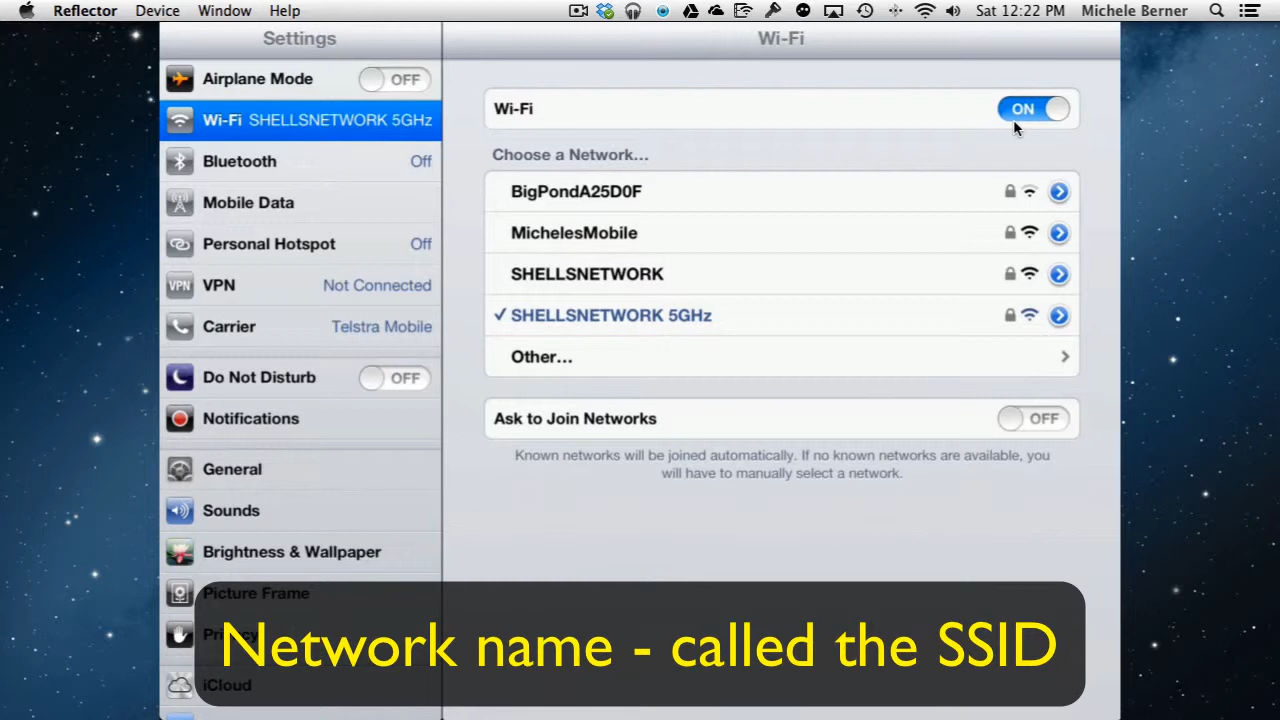 Reflector Device Window Help Sat 12:22 PM Michele Berner
Settings
Airplane Mode OFF
Wi-Fi SHELLSNETWORK 5GHz
Bluetooth Off
Mobile Data
Personal Hotspot Off
VPN VPN Not Connected
Carrier Telstra Mobile
Do Not Disturb OFF
Notifications
General
Sounds
Brightness & Wallpaper
Picture Frame
Privacy
iCloud
Wi-Fi
Wi-Fi ON
Choose a Network...
BigPondA25D0F
MichelesMobile
SHELLSNETWORK
✓ SHELLSNETWORK 5GHz
Other...
Ask to Join Networks OFF
Known networks will be joined automatically. If no known networks are available, you
will have to manually select a network.
Network name - called the SSID